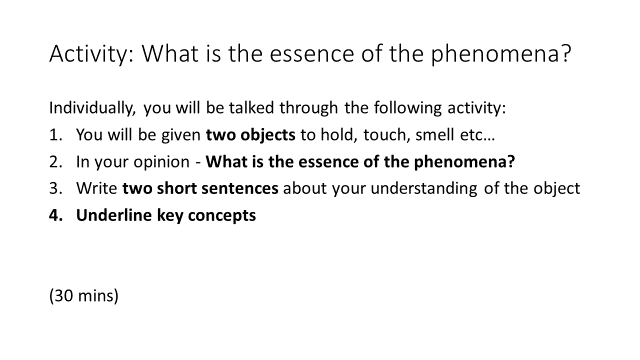 Activity: What is the essence of the phenomena?
Individually, you will be talked through the following activity:
1. You will be given two objects to hold, touch, smell etc…
2. In your opinion - What is the essence of the phenomena?
3. Write two short sentences about your understanding of the object
4. Underline key concepts
(30 mins)